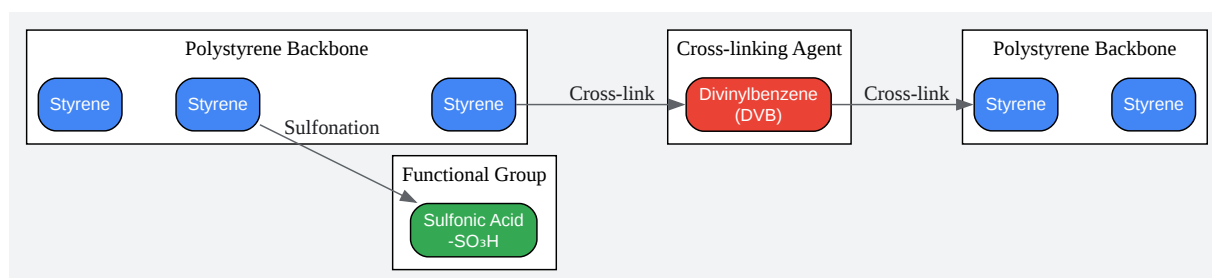 Polystyrene Backbone
Styrene
Styrene
Styrene
Sulfonation
Cross-link
Cross-linking Agent
Divinylbenzene
(DVB)
Cross-link
Polystyrene Backbone
Styrene
Styrene
Functional Group
Sulfonic Acid
-SO₃H